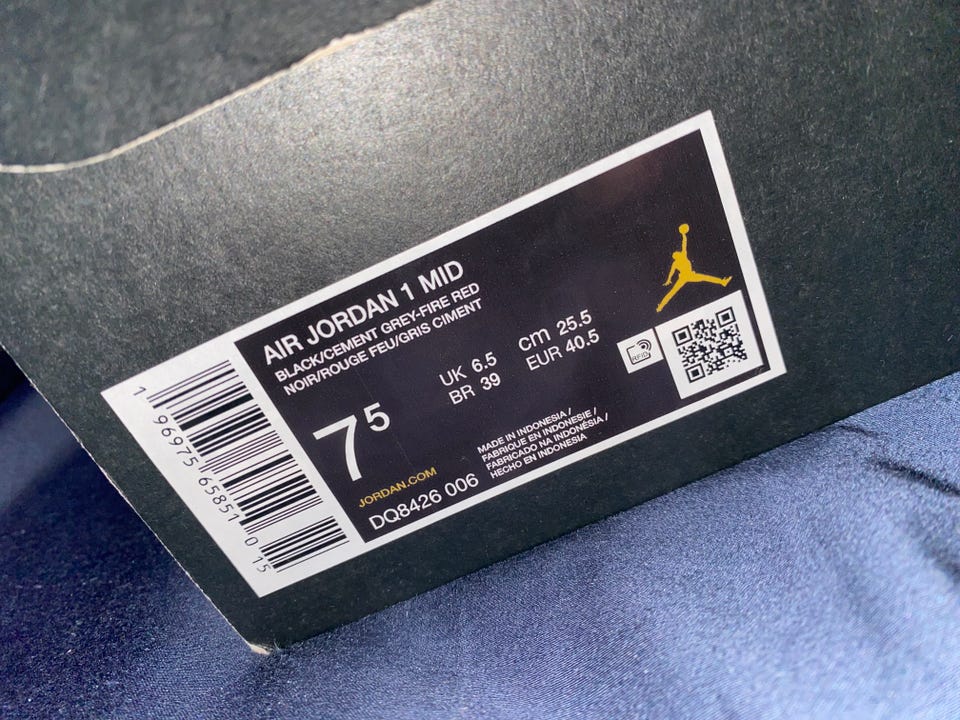 AIR JORDAN 1 MID
BLACK/CEMENT GREY-FIRE RED
NOIR/ROUGE FEU/GRIS CIMENT
UK 6.5 cm 25.5
BR 39 EUR 40.5
7⁵
RFID
MADE IN INDONESIA /
FABRIQUE EN INDONESIE /
FABRICADO NA INDONÉSIA /
HECHO EN INDONESIA
JORDAN.COM
DQ8426 006
1 96975 65851 0 15